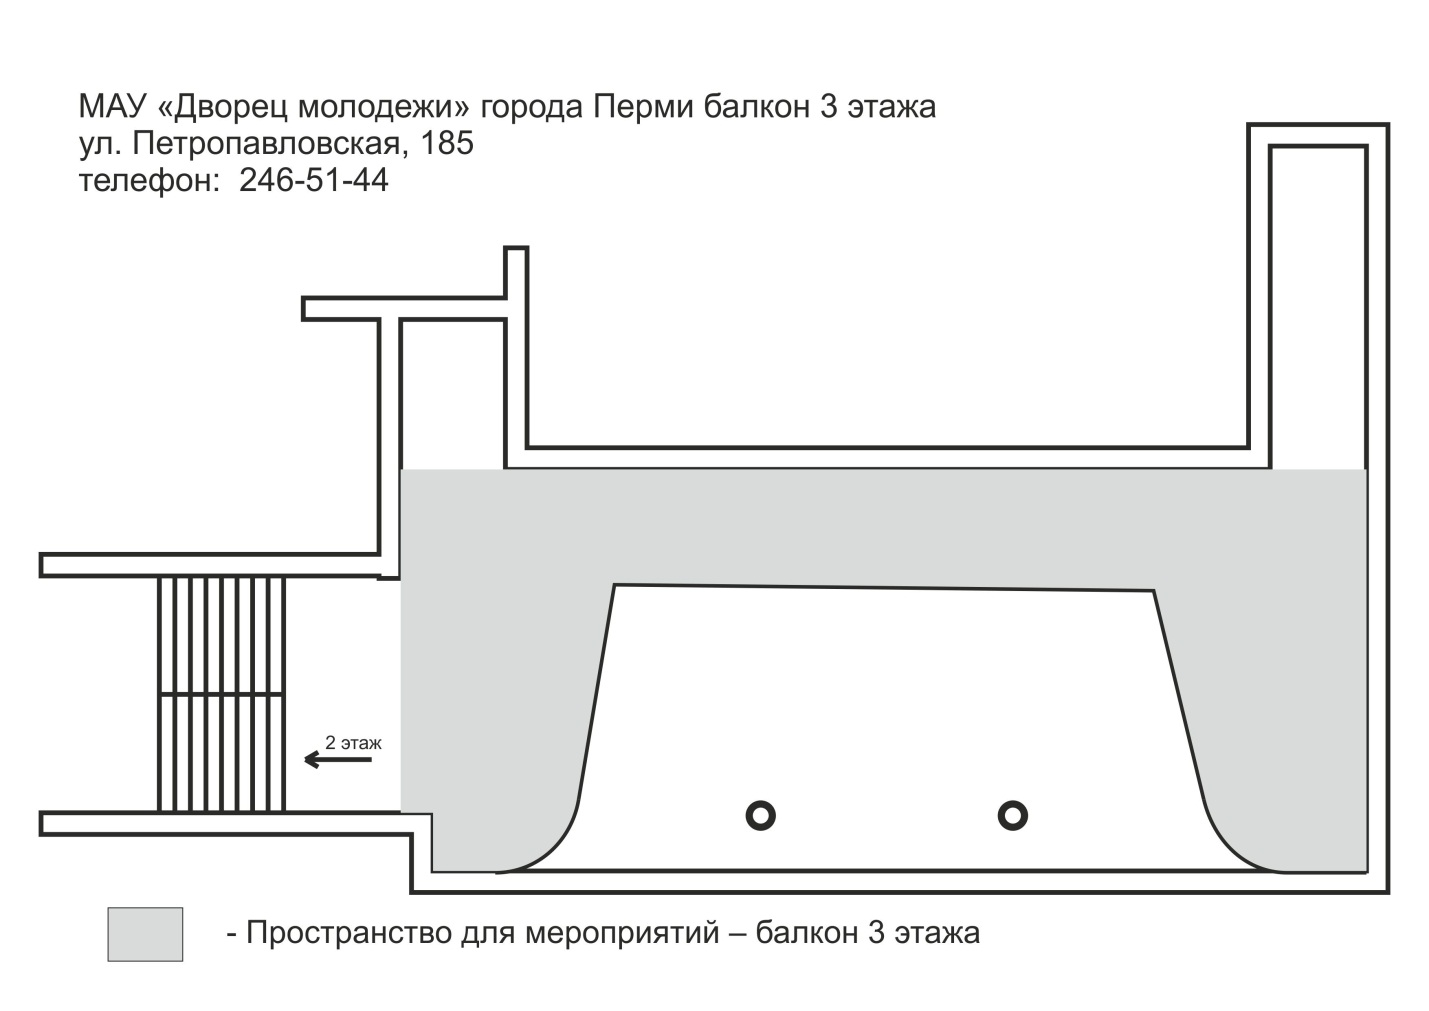 МАУ «Дворец молодежи» города Перми балкон 3 этажа
ул. Петропавловская, 185
телефон: 246-51-44
2 этаж
- Пространство для мероприятий – балкон 3 этажа